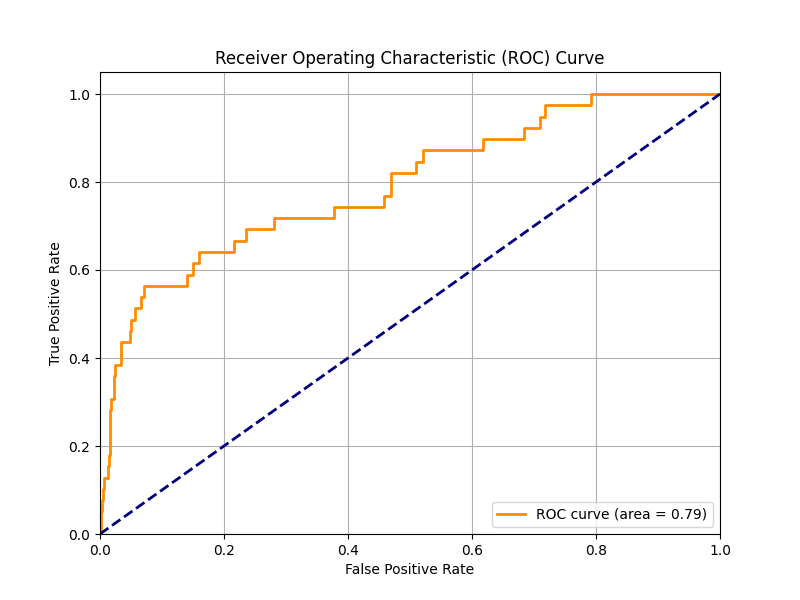 Receiver Operating Characteristic (ROC) Curve
1.0
0.8
0.6
0.4
0.2
0.0
True Positive Rate
ROC curve (area = 0.79)
0.0 0.2 0.4 0.6 0.8 1.0
False Positive Rate